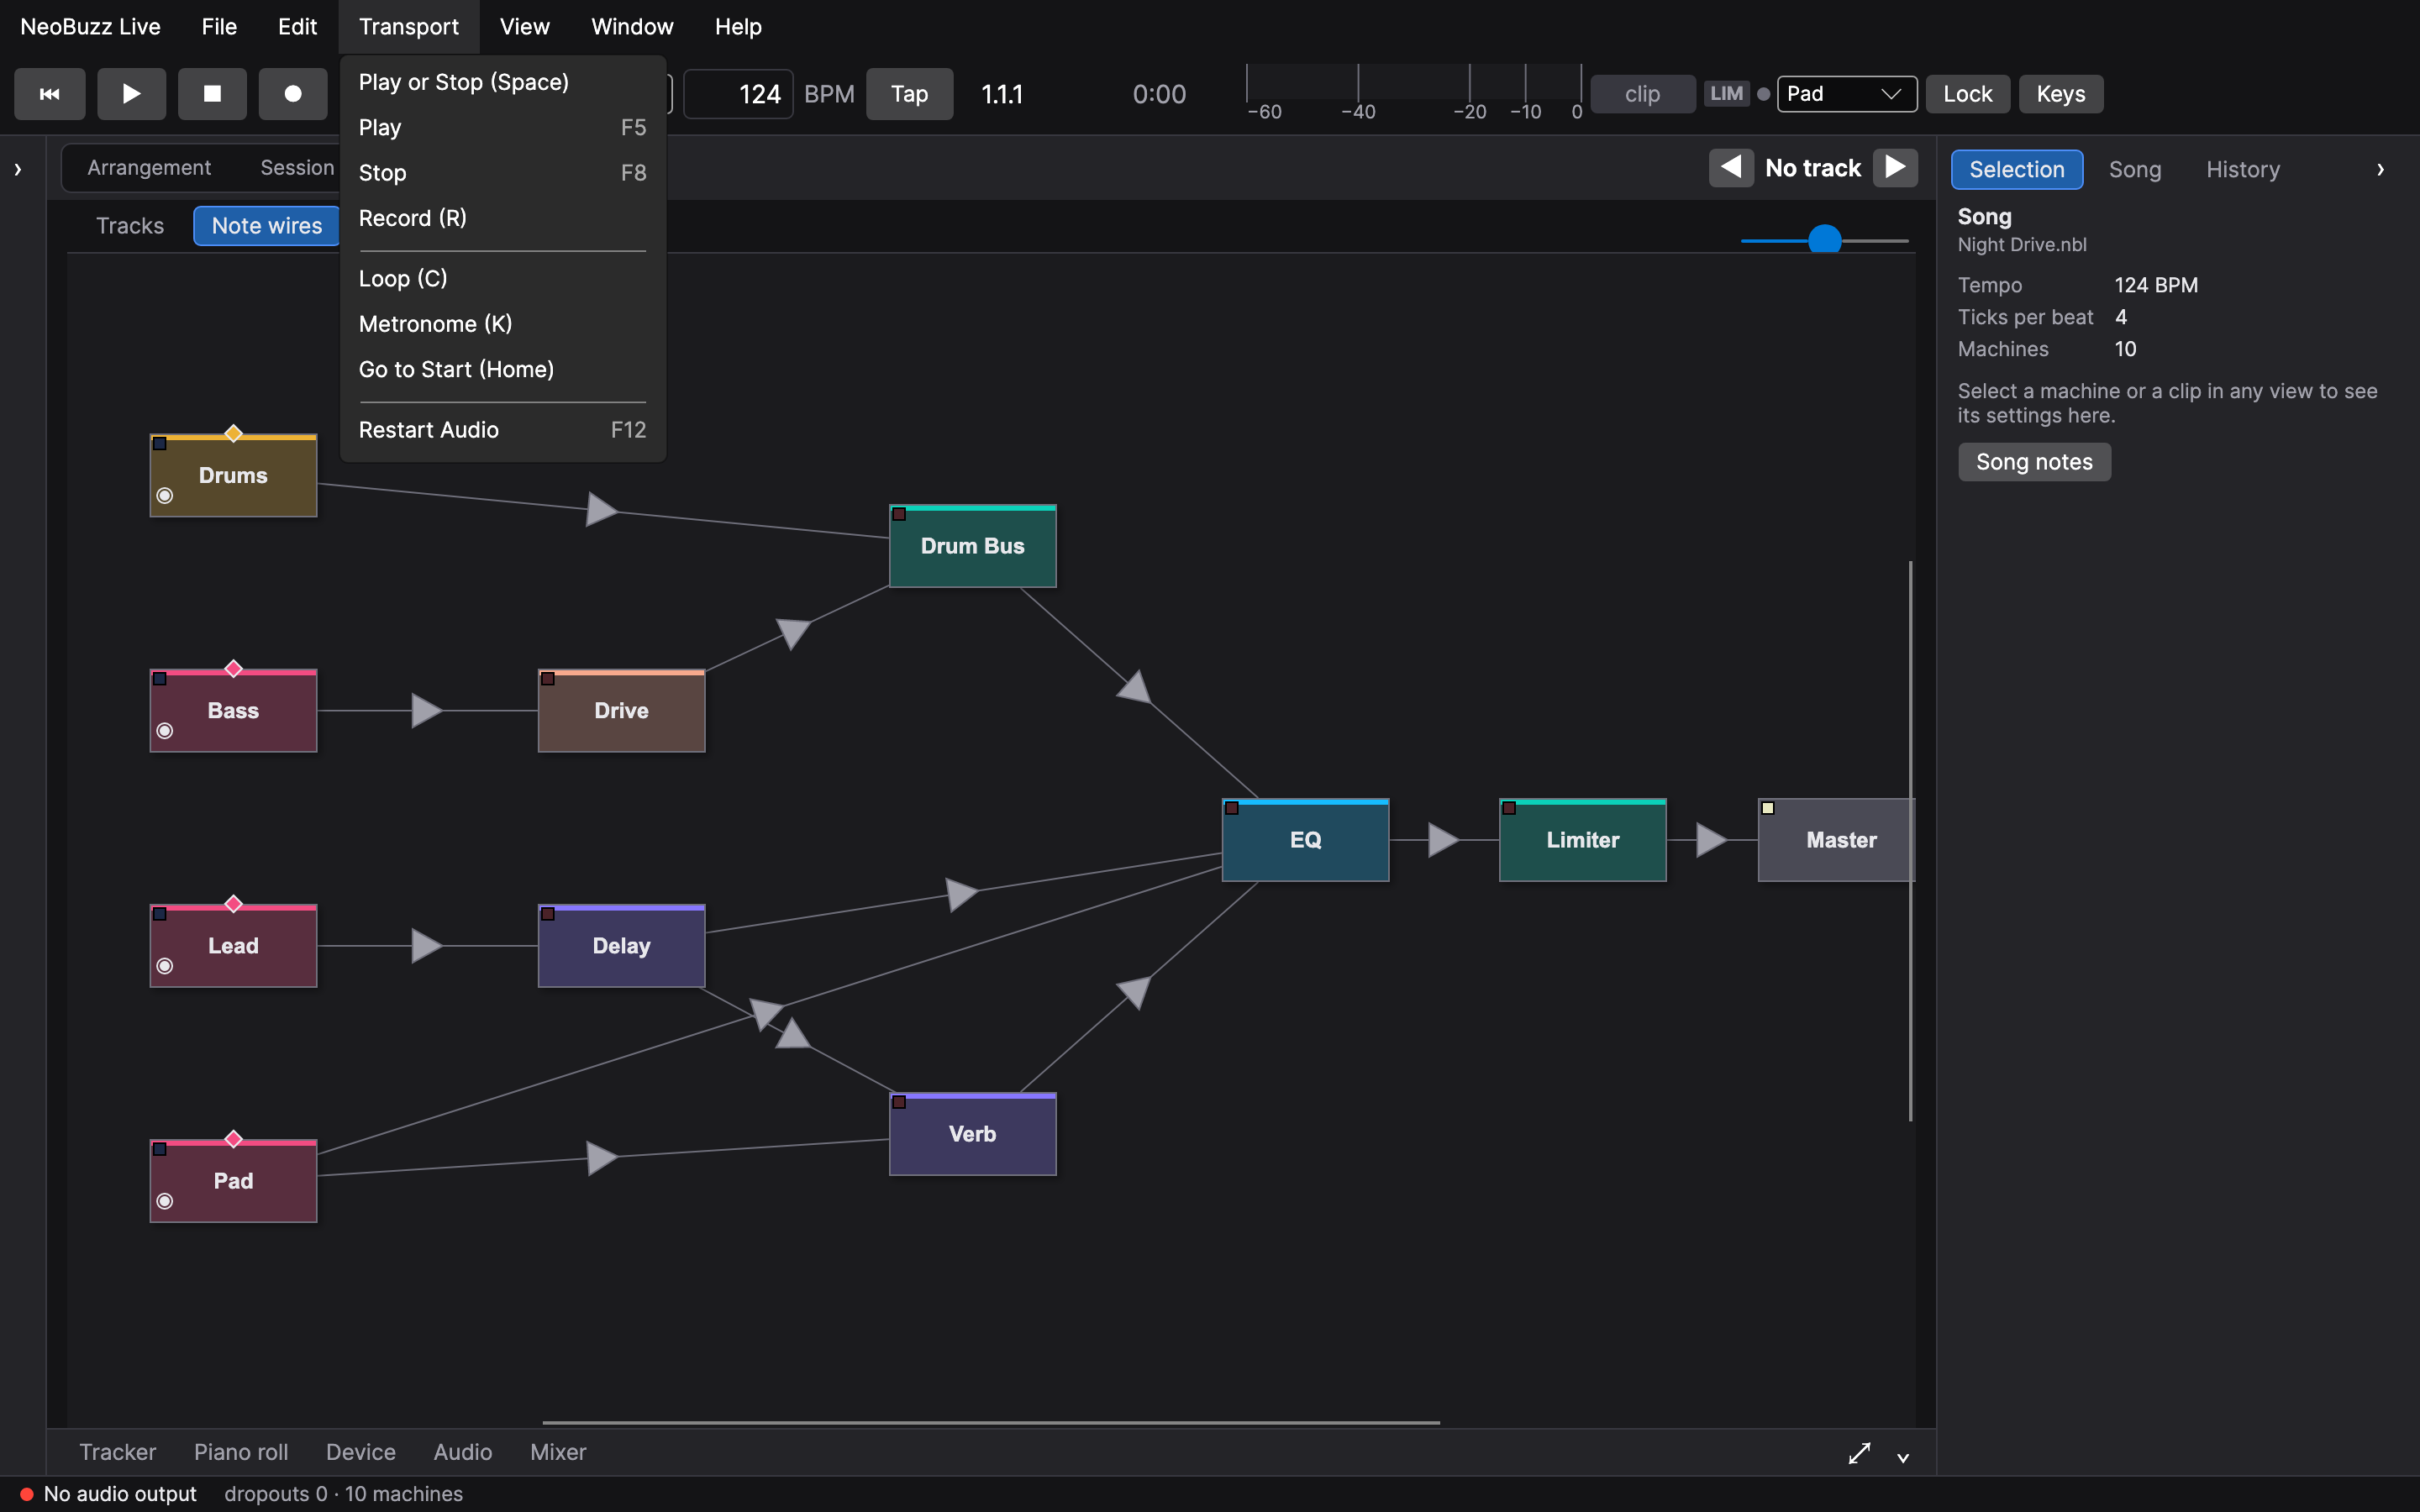 NeoBuzz Live File Edit Transport View Window Help
Play or Stop (Space)
Play F5
Stop F8
Record (R)
Loop (C)
Metronome (K)
Go to Start (Home)
Restart Audio F12
124 BPM Tap 1.1.1 0:00
−60 −40 −20 −10 0
clip LIM Pad Lock Keys
Arrangement Session
No track
Tracks Note wires
Selection Song History
Song
Night Drive.nbl
Tempo 124 BPM
Ticks per beat 4
Machines 10
Select a machine or a clip in any view to see
its settings here.
Song notes
Drums
Drum Bus
Bass
Drive
EQ
Limiter
Master
Lead
Delay
Verb
Pad
Tracker Piano roll Device Audio Mixer
No audio output dropouts 0 · 10 machines